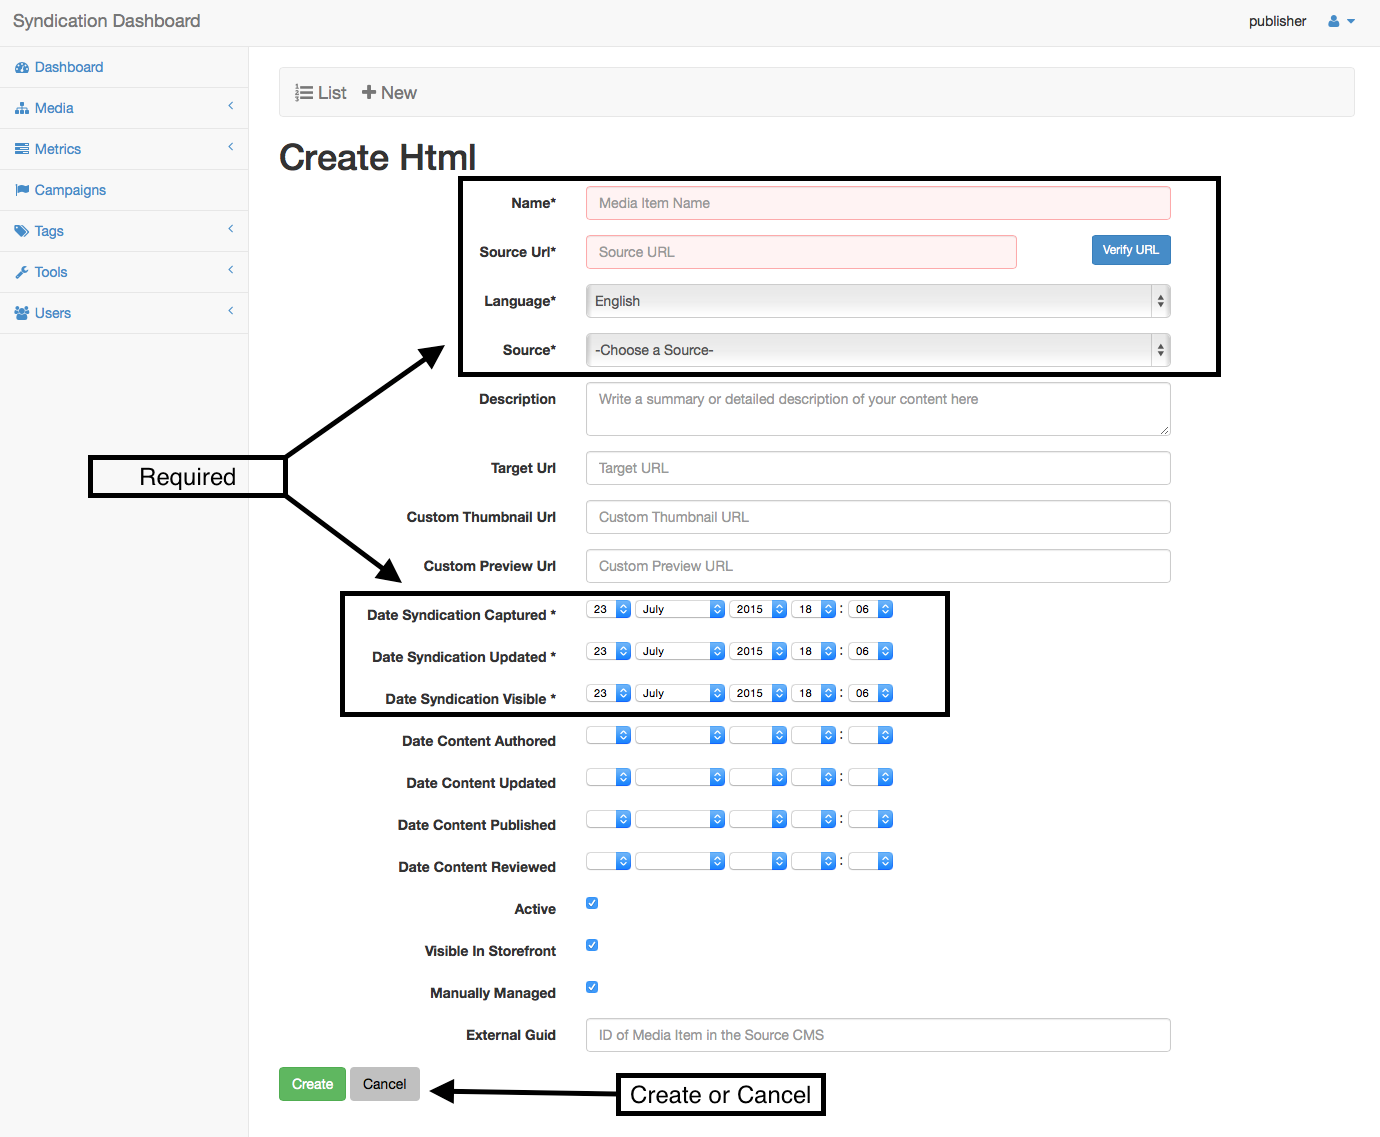 Syndication Dashboard
publisher
Dashboard
Media
Metrics
Campaigns
Tags
Tools
Users
List New
Create Html
Name* Media Item Name
Source Url* Source URL Verify URL
Language* English
Source* -Choose a Source-
Description Write a summary or detailed description of your content here
Required
Target Url Target URL
Custom Thumbnail Url Custom Thumbnail URL
Custom Preview Url Custom Preview URL
Date Syndication Captured * 23 July 2015 18 : 06
Date Syndication Updated * 23 July 2015 18 : 06
Date Syndication Visible * 23 July 2015 18 : 06
Date Content Authored :
Date Content Updated :
Date Content Published :
Date Content Reviewed :
Active
Visible In Storefront
Manually Managed
External Guid ID of Media Item in the Source CMS
Create Cancel
Create or Cancel